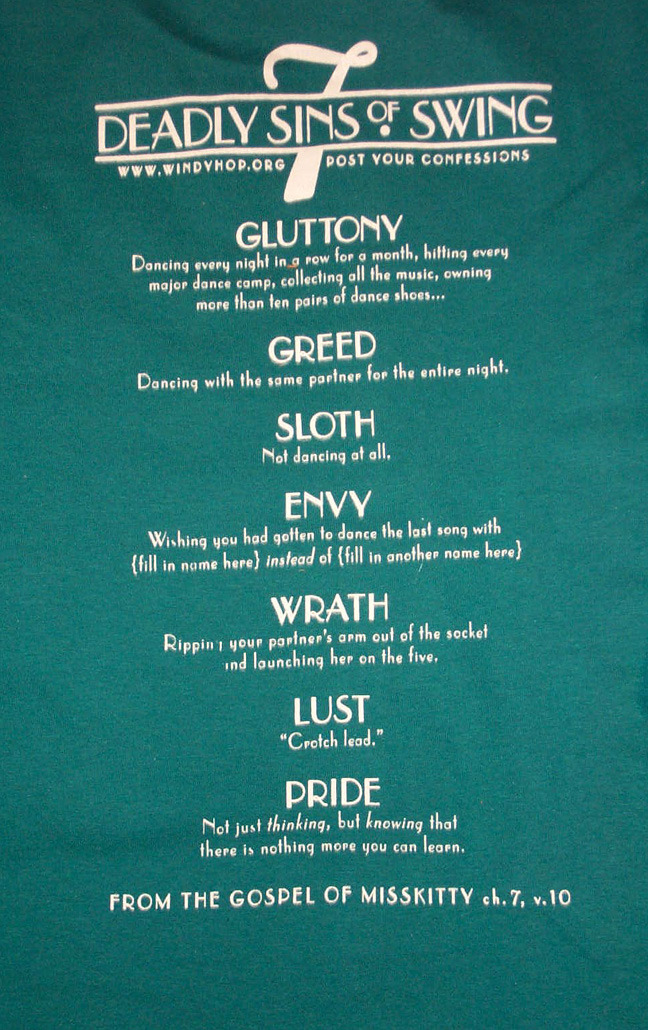 7
DEADLY SINS OF SWING
WWW.WINDYHOP.ORG POST YOUR CONFESSIONS
GLUTTONY
Dancing every night in a row for a month, hitting every
major dance camp, collecting all the music, owning
more than ten pairs of dance shoes...
GREED
Dancing with the same partner for the entire night.
SLOTH
Not dancing at all.
ENVY
Wishing you had gotten to dance the last song with
{fill in name here} instead of {fill in another name here}
WRATH
Ripping your partner's arm out of the socket
and launching her on the five.
LUST
"Crotch lead."
PRIDE
Not just thinking, but knowing that
there is nothing more you can learn.
FROM THE GOSPEL OF MISSKITTY ch.7, v.10